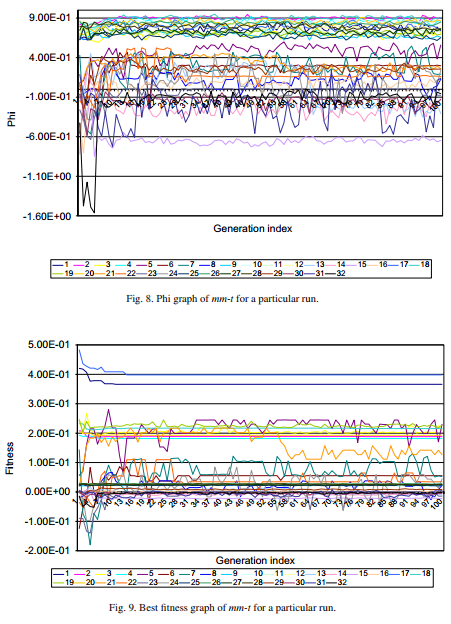 9.00E-01
4.00E-01
-1.00E-01
-6.00E-01
-1.10E+00
-1.60E+00
Phi
Generation index
1 2 3 4 5 6 7 8 9 10 11 12 13 14 15 16 17 18
19 20 21 22 23 24 25 26 27 28 29 30 31 32
Fig. 8. Phi graph of mm-t for a particular run.
5.00E-01
4.00E-01
3.00E-01
2.00E-01
1.00E-01
0.00E+00
-1.00E-01
-2.00E-01
Fitness
Generation index
1 2 3 4 5 6 7 8 9 10 11 12 13 14 15 16 17 18
19 20 21 22 23 24 25 26 27 28 29 30 31 32
Fig. 9. Best fitness graph of mm-t for a particular run.